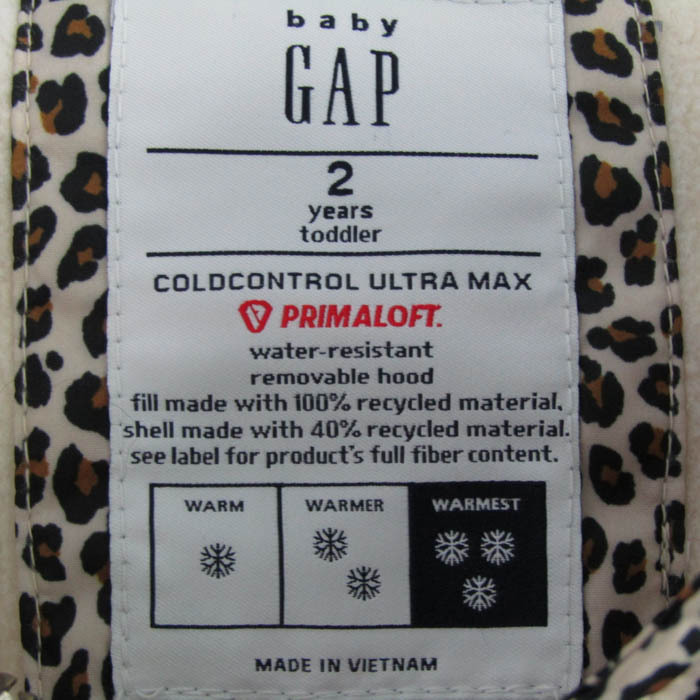 baby
GAP
2
years
toddler
COLDCONTROL ULTRA MAX
PRIMALOFT.
water-resistant
removable hood
fill made with 100% recycled material,
shell made with 40% recycled material.
see label for product's full fiber content.
WARM WARMER WARMEST
MADE IN VIETNAM